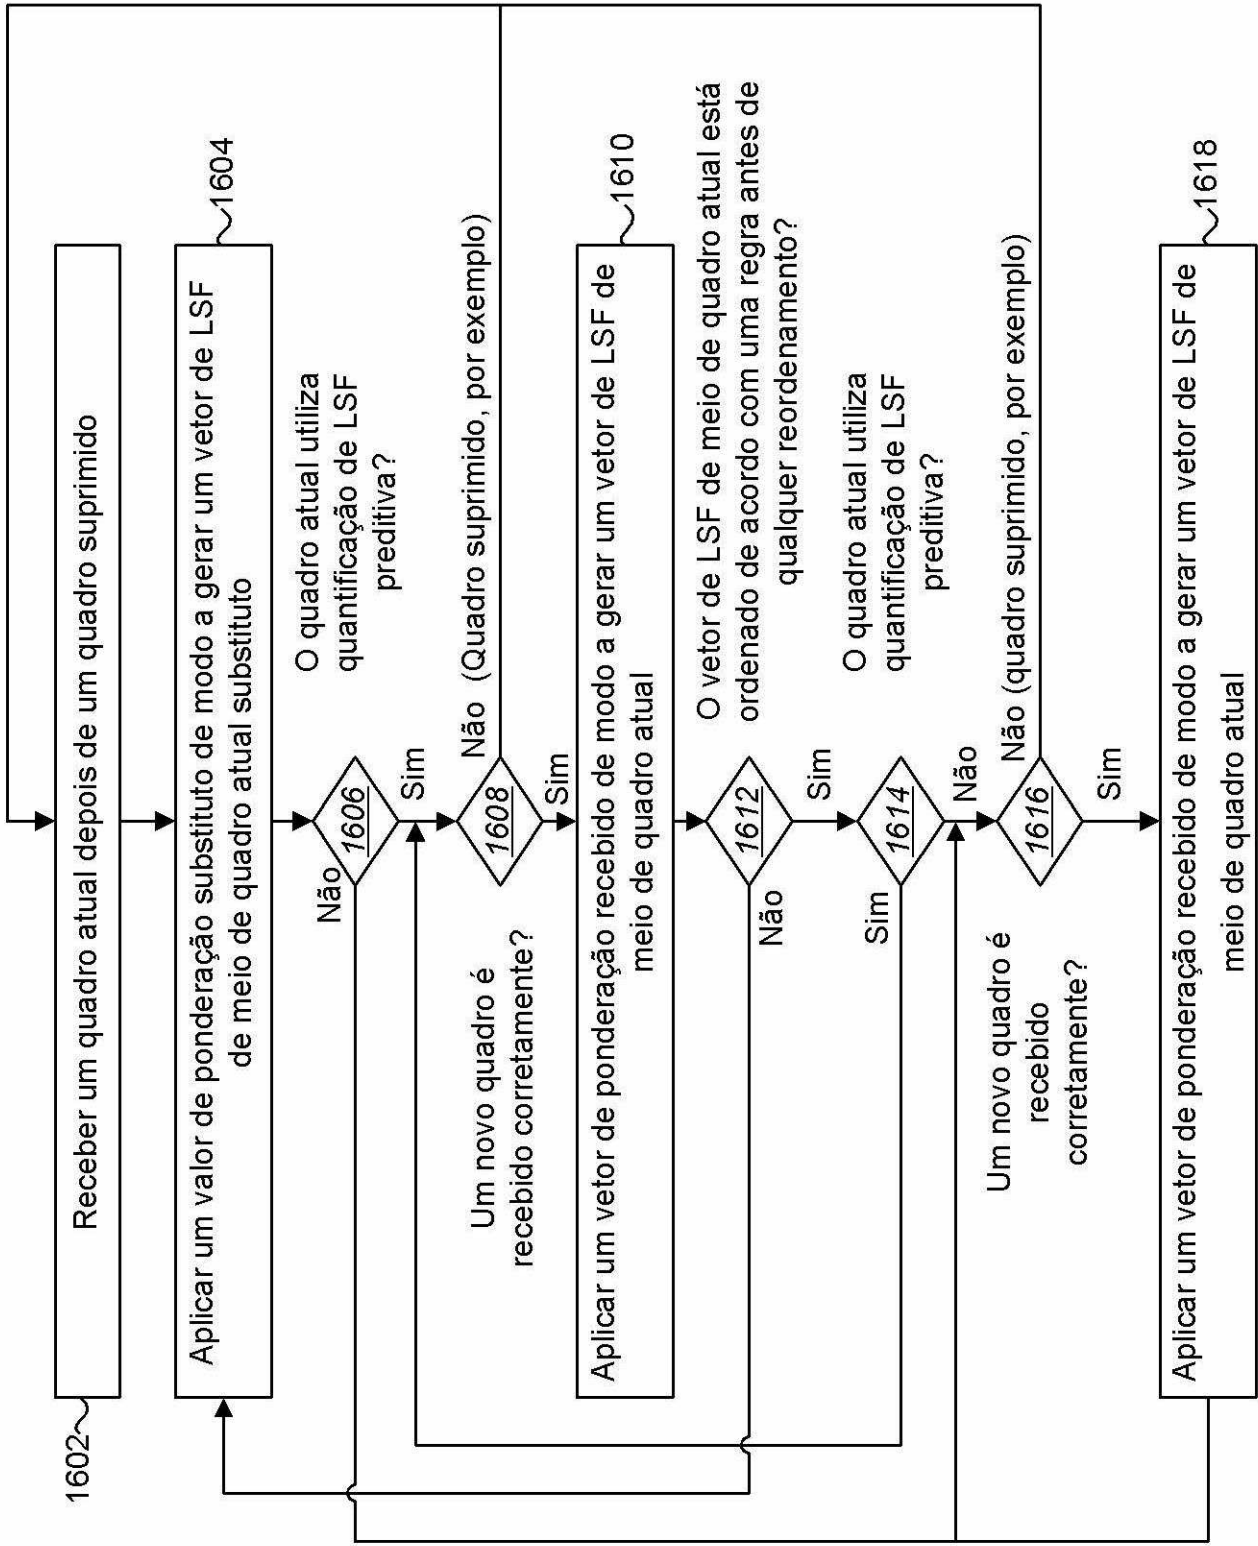 1602
Receber um quadro atual depois de um quadro suprimido
1604
Aplicar um valor de ponderação substituto de modo a gerar um vetor de LSF
de meio de quadro atual substituto
O quadro atual utiliza
quantificação de LSF
preditiva?
1606
Não
Sim
Um novo quadro é
recebido corretamente?
1608
Não (Quadro suprimido, por exemplo)
Sim
1610
Aplicar um vetor de ponderação recebido de modo a gerar um vetor de LSF de
meio de quadro atual
O vetor de LSF de meio de quadro atual está
ordenado de acordo com uma regra antes de
qualquer reordenamento?
1612
Não
Sim
O quadro atual utiliza
quantificação de LSF
preditiva?
1614
Sim
Não
Um novo quadro é
recebido
corretamente?
1616
Não (quadro suprimido, por exemplo)
Sim
1618
Aplicar um vetor de ponderação recebido de modo a gerar um vetor de LSF de
meio de quadro atual